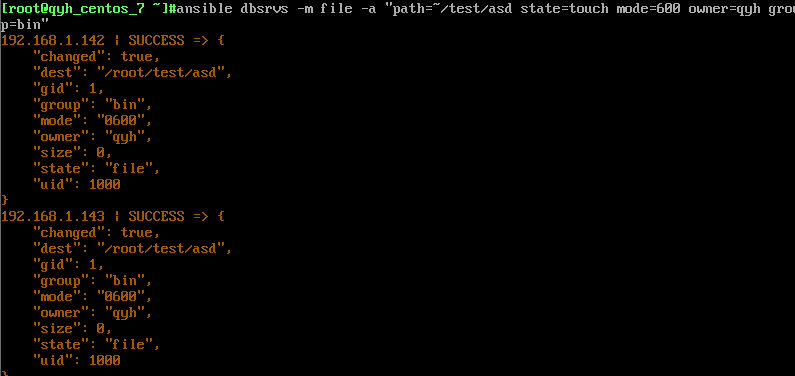 [root@qyh_centos_7 ~]#ansible dbsrvs -m file -a "path=~/test/asd state=touch mode=600 owner=qyh grou
p=bin"
192.168.1.142 | SUCCESS => {
    "changed": true,
    "dest": "/root/test/asd",
    "gid": 1,
    "group": "bin",
    "mode": "0600",
    "owner": "qyh",
    "size": 0,
    "state": "file",
    "uid": 1000
}
192.168.1.143 | SUCCESS => {
    "changed": true,
    "dest": "/root/test/asd",
    "gid": 1,
    "group": "bin",
    "mode": "0600",
    "owner": "qyh",
    "size": 0,
    "state": "file",
    "uid": 1000
}